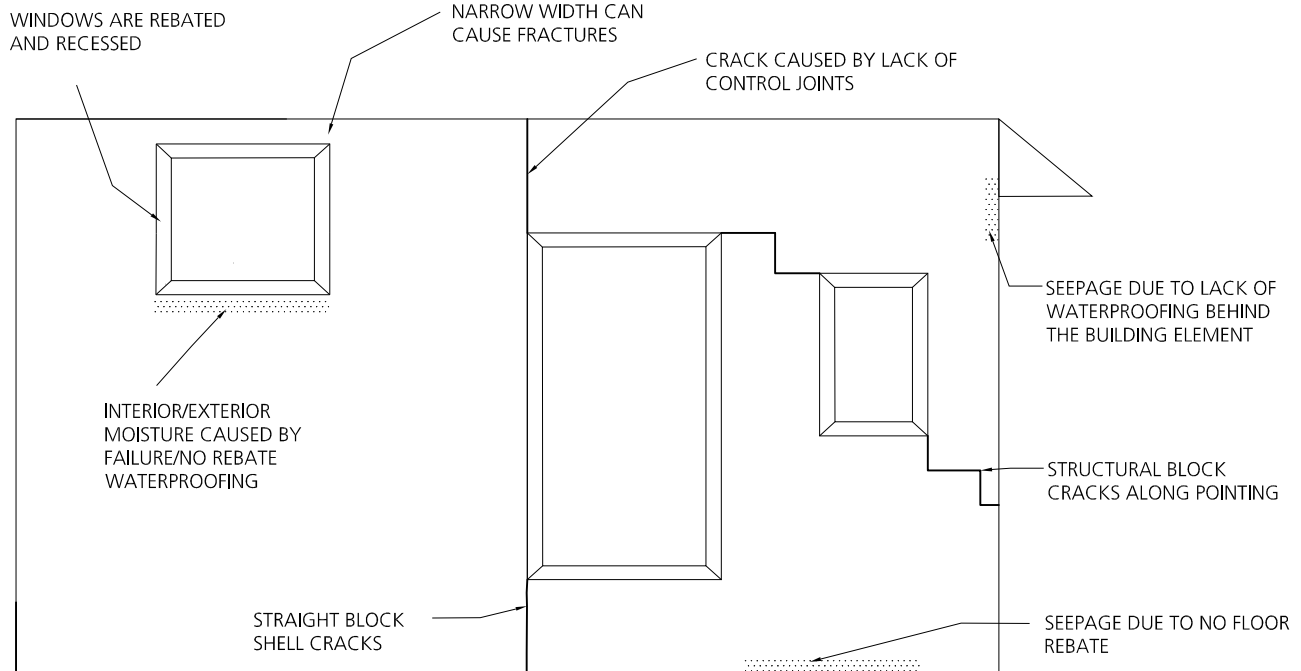 WINDOWS ARE REBATED
AND RECESSED
NARROW WIDTH CAN
CAUSE FRACTURES
CRACK CAUSED BY LACK OF
CONTROL JOINTS
SEEPAGE DUE TO LACK OF
WATERPROOFING BEHIND
THE BUILDING ELEMENT
INTERIOR/EXTERIOR
MOISTURE CAUSED BY
FAILURE/NO REBATE
WATERPROOFING
STRUCTURAL BLOCK
CRACKS ALONG POINTING
STRAIGHT BLOCK
SHELL CRACKS
SEEPAGE DUE TO NO FLOOR
REBATE